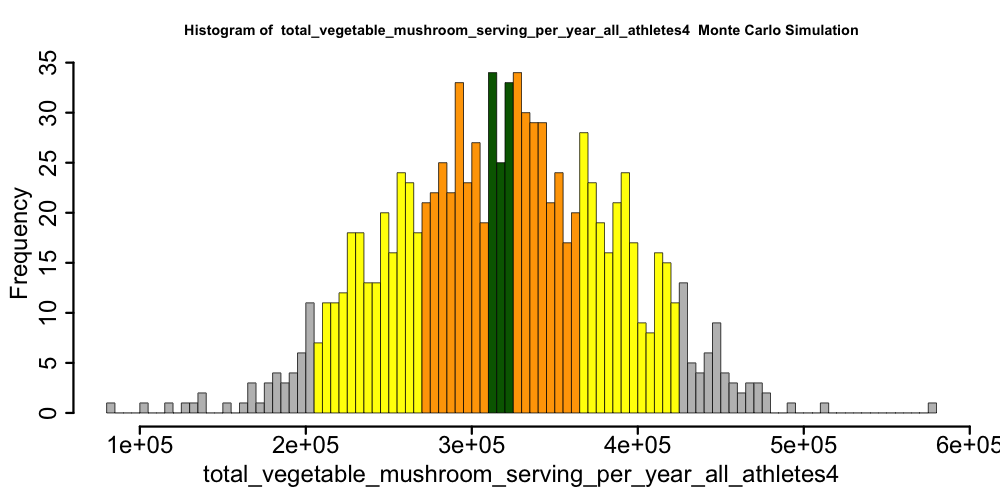 Histogram of  total_vegetable_mushroom_serving_per_year_all_athletes4  Monte Carlo Simulation
35
30
25
20
15
10
5
0
Frequency
1e+05 2e+05 3e+05 4e+05 5e+05 6e+05
total_vegetable_mushroom_serving_per_year_all_athletes4